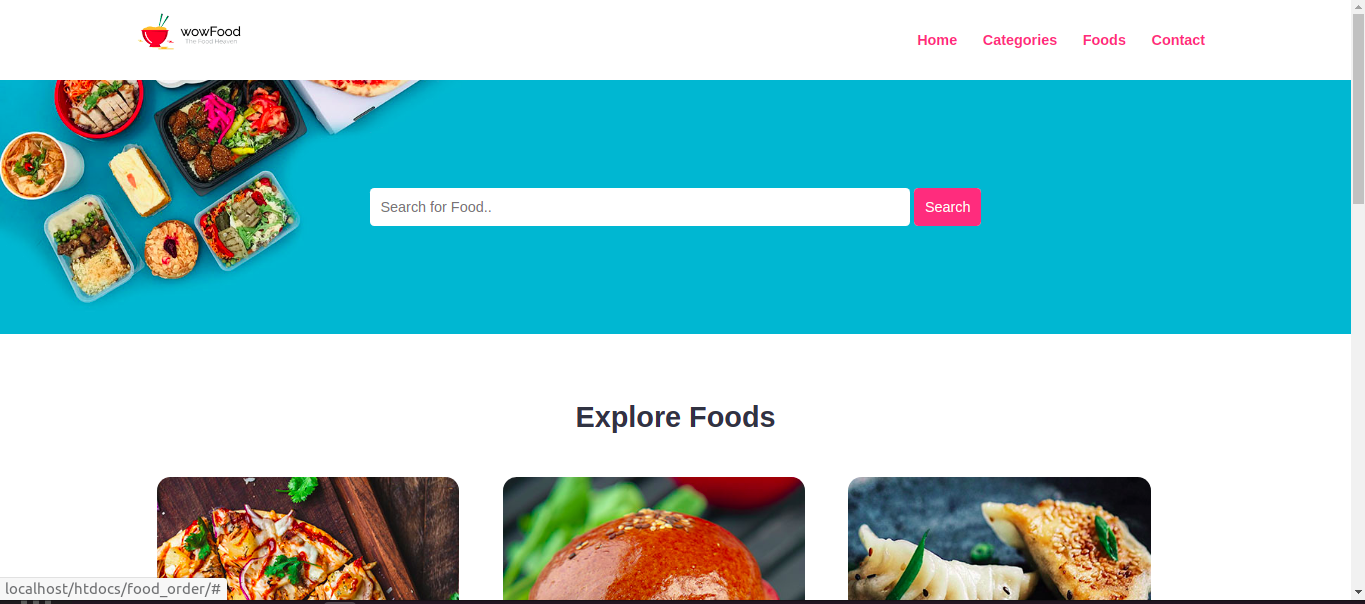 wowFood
The Food Heaven
Home Categories Foods Contact
Search for Food.. Search
Explore Foods
localhost/htdocs/food_order/#